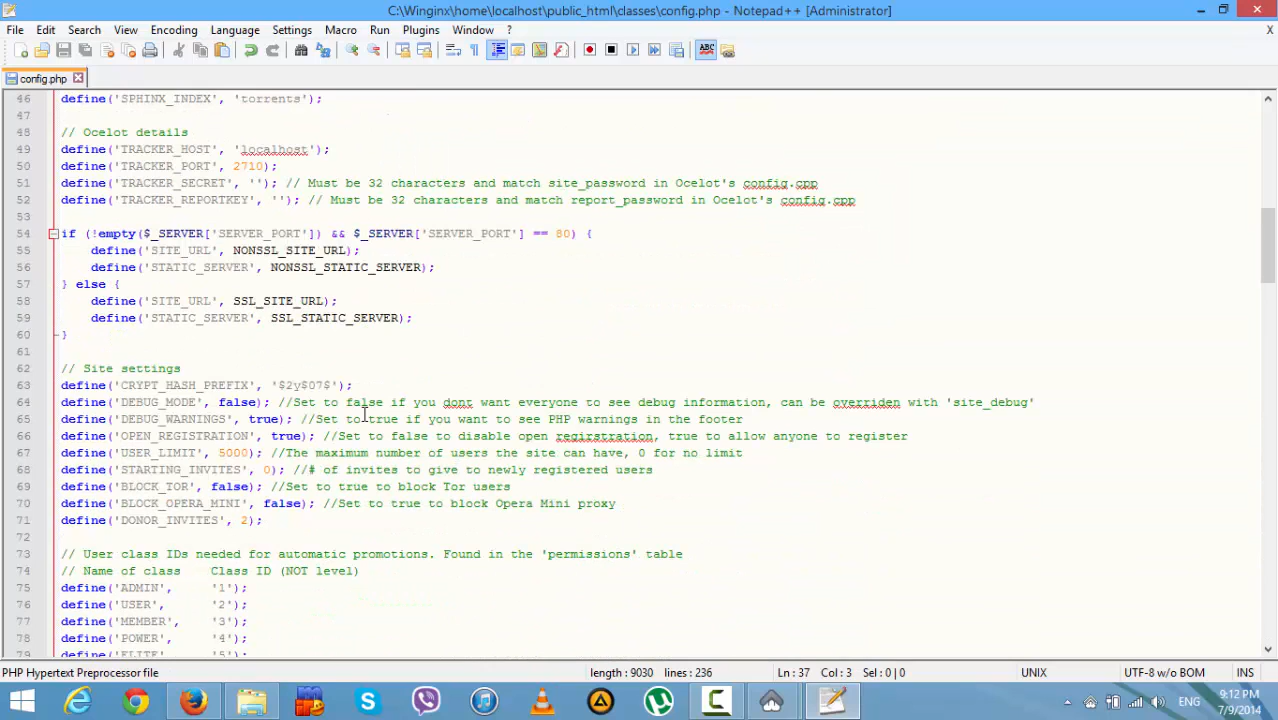 C:\Winginx\home\localhost\public_html\classes\config.php - Notepad++ [Administrator]
File Edit Search View Encoding Language Settings Macro Run Plugins Window ? X
ABC
config.php
46 define('SPHINX_INDEX', 'torrents');
47
48 // Ocelot details
49 define('TRACKER_HOST', 'localhost');
50 define('TRACKER_PORT', 2710);
51 define('TRACKER_SECRET', ''); // Must be 32 characters and match site_password in Ocelot's config.cpp
52 define('TRACKER_REPORTKEY', ''); // Must be 32 characters and match report_password in Ocelot's config.cpp
53
54 if (!empty($_SERVER['SERVER_PORT']) && $_SERVER['SERVER_PORT'] == 80) {
55 define('SITE_URL', NONSSL_SITE_URL);
56 define('STATIC_SERVER', NONSSL_STATIC_SERVER);
57 } else {
58 define('SITE_URL', SSL_SITE_URL);
59 define('STATIC_SERVER', SSL_STATIC_SERVER);
60 }
61
62 // Site settings
63 define('CRYPT_HASH_PREFIX', '$2y$07$');
64 define('DEBUG_MODE', false); //Set to false if you dont want everyone to see debug information, can be overriden with 'site_debug'
65 define('DEBUG_WARNINGS', true); //Set to true if you want to see PHP warnings in the footer
66 define('OPEN_REGISTRATION', true); //Set to false to disable open regirstration, true to allow anyone to register
67 define('USER_LIMIT', 5000); //The maximum number of users the site can have, 0 for no limit
68 define('STARTING_INVITES', 0); //# of invites to give to newly registered users
69 define('BLOCK_TOR', false); //Set to true to block Tor users
70 define('BLOCK_OPERA_MINI', false); //Set to true to block Opera Mini proxy
71 define('DONOR_INVITES', 2);
72
73 // User class IDs needed for automatic promotions. Found in the 'permissions' table
74 // Name of class Class ID (NOT level)
75 define('ADMIN', '1');
76 define('USER', '2');
77 define('MEMBER', '3');
78 define('POWER', '4');
79 define('ELITE', '5');
PHP Hypertext Preprocessor file length : 9030 lines : 236 Ln : 37 Col : 3 Sel : 0 | 0 UNIX UTF-8 w/o BOM INS
ENG
9:12 PM
7/9/2014